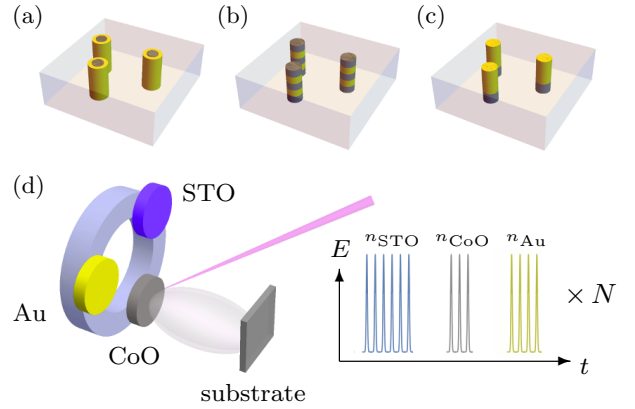 (a) (b) (c)
(d)
STO
Au
CoO
substrate
E
nSTO nCoO nAu
× N
t